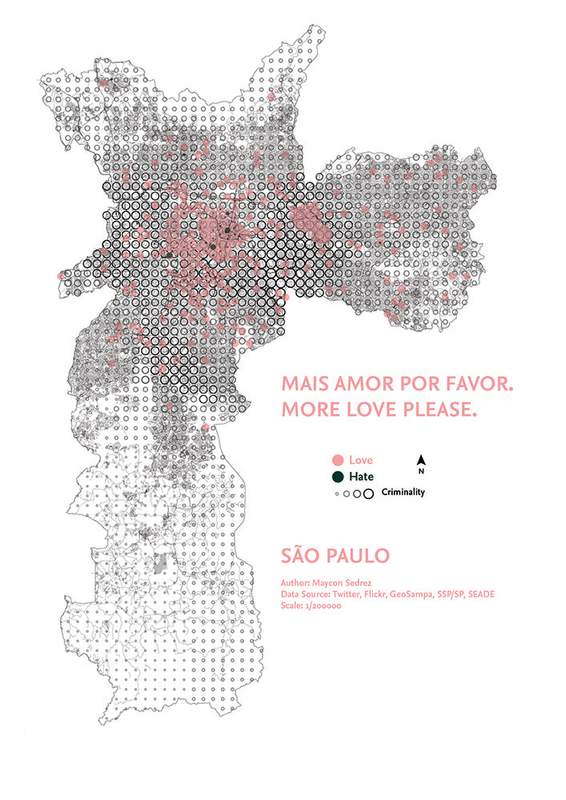 MAIS AMOR POR FAVOR.
MORE LOVE PLEASE.
Love
Hate
N
Criminality
SÃO PAULO
Author: Maycon Sedrez
Data Source: Twitter, Flickr, GeoSampa, SSP/SP, SEADE
Scale: 1/200000